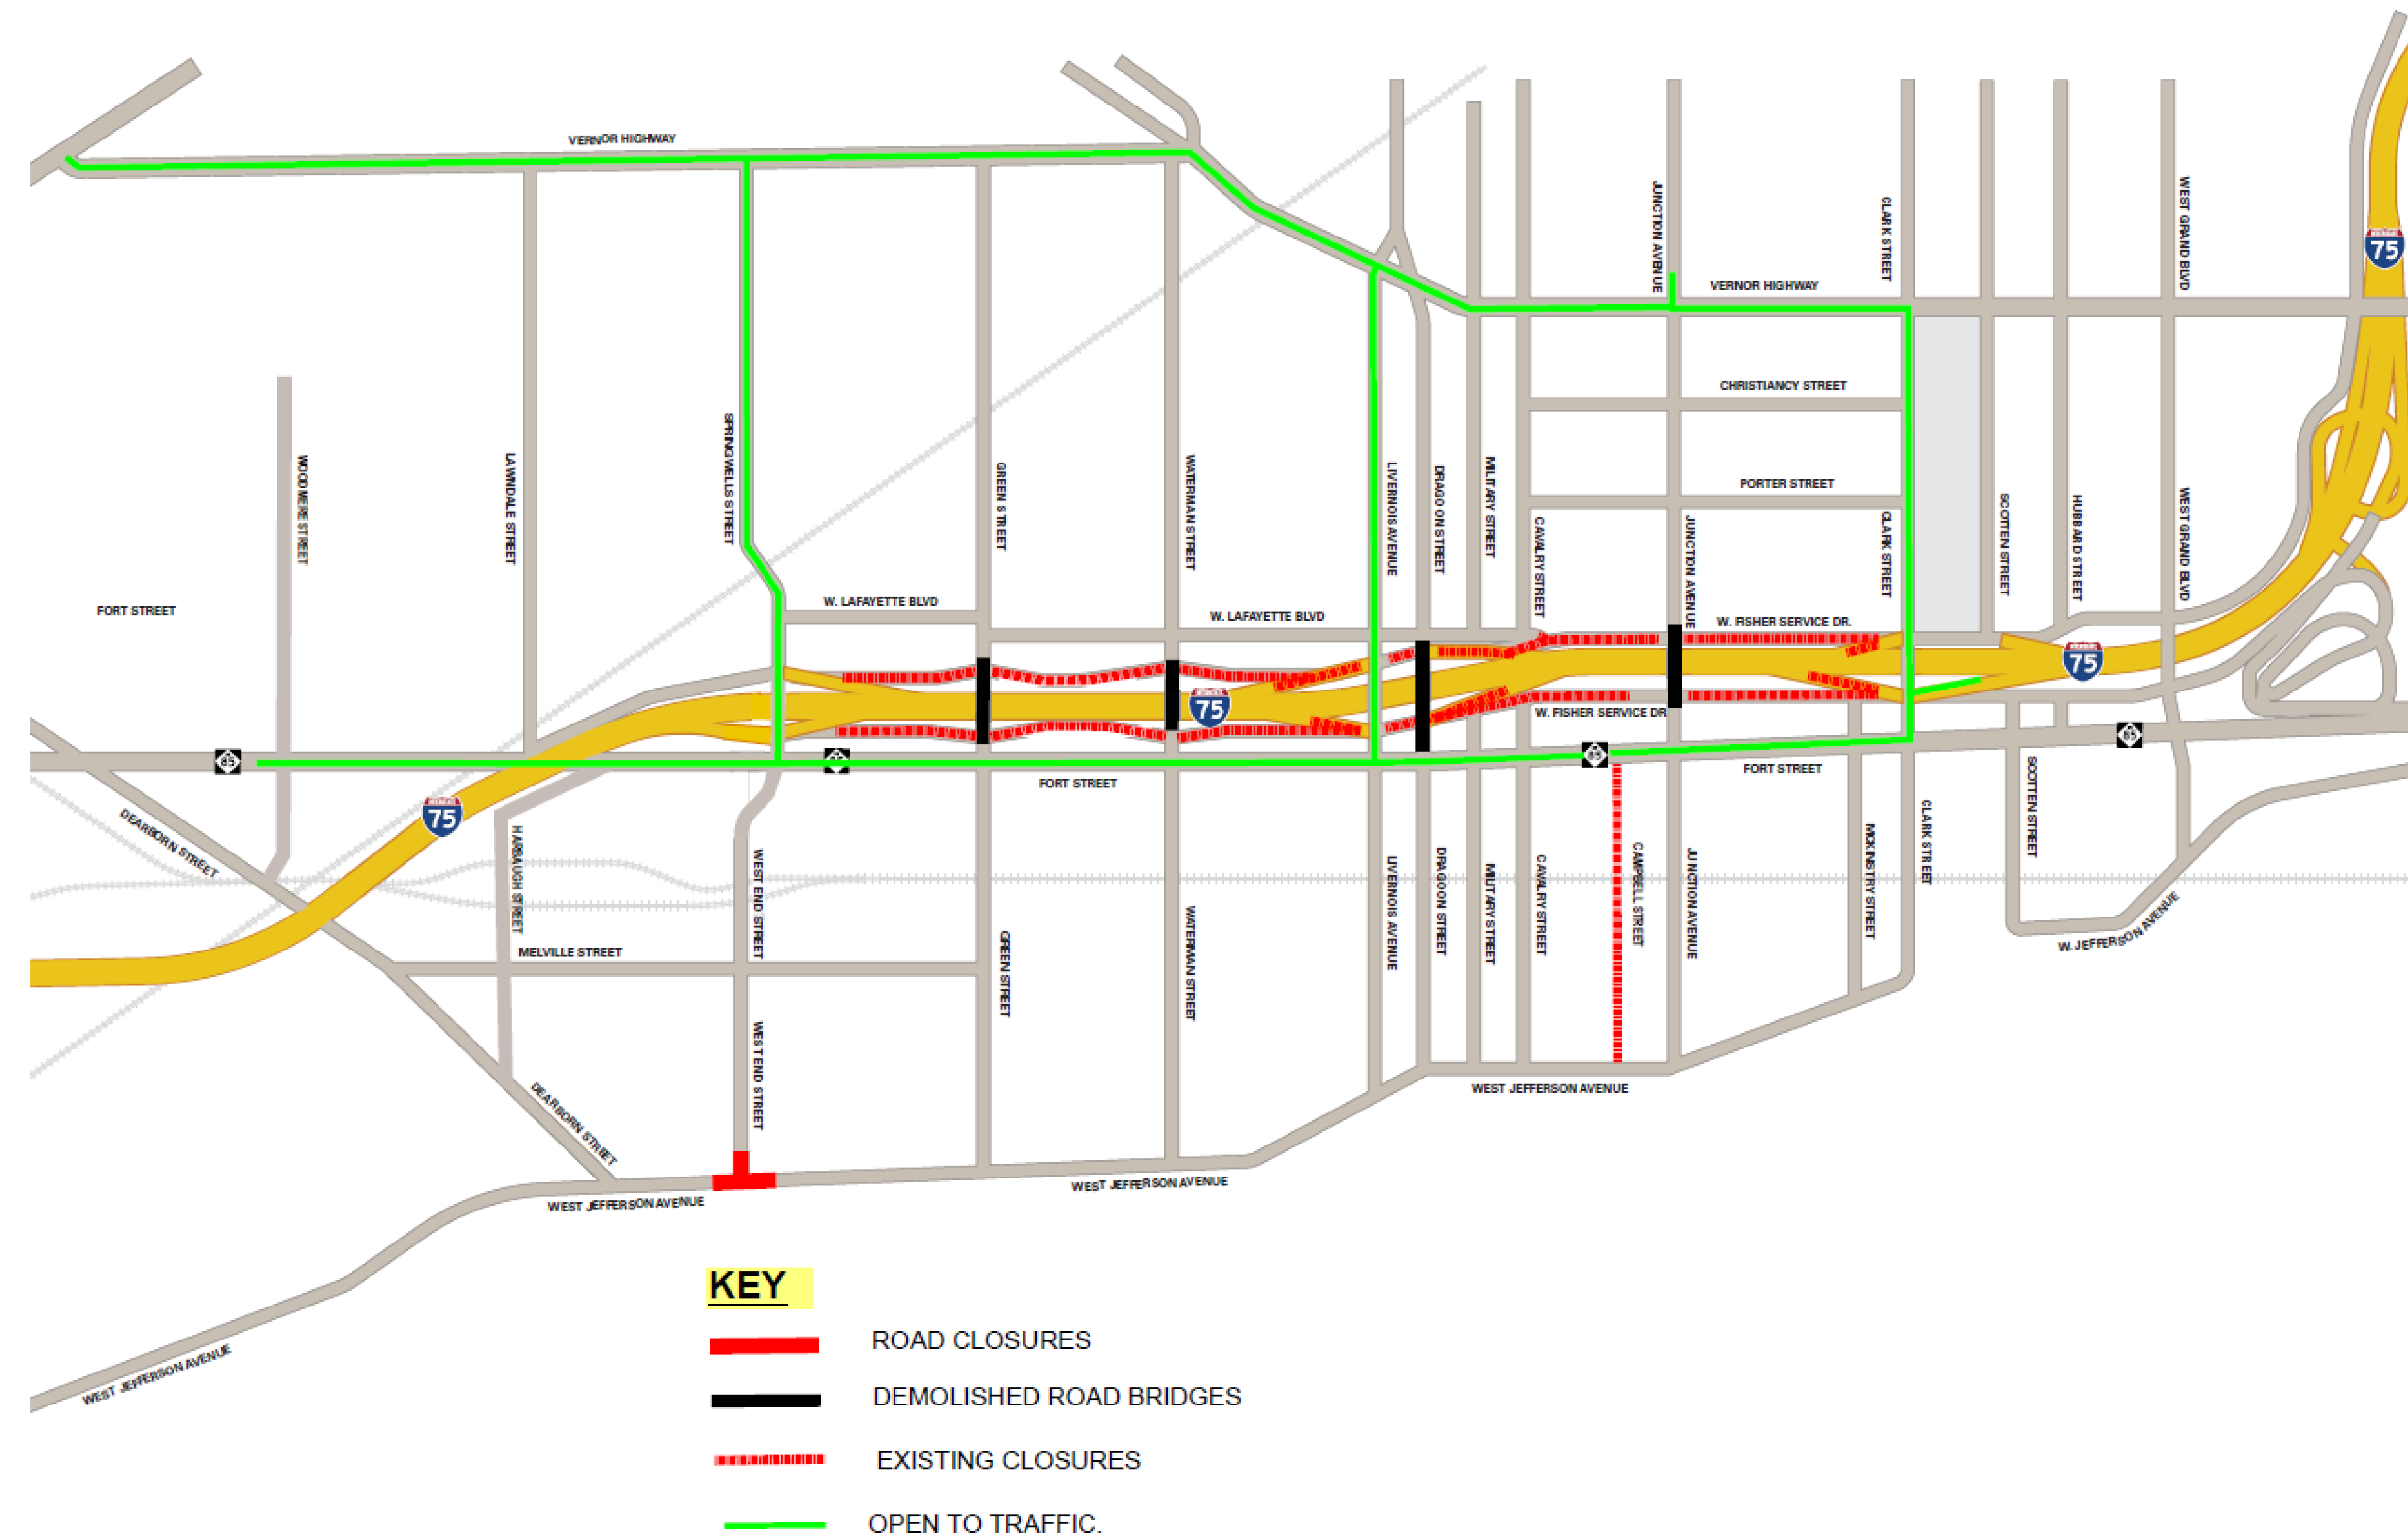 VERNOR HIGHWAY
JUNCTION AVENUE
CLARK STREET
WEST GRAND BLVD
75
VERNOR HIGHWAY
CHRISTIANCY STREET
WOODMERE STREET
LAWNDALE STREET
SPRINGWELLS STREET
GREEN STREET
WATERMAN STREET
LIVERNOIS AVENUE
DRAGOON STREET
MILITARY STREET
CAVALRY STREET
PORTER STREET
JUNCTION AVENUE
CLARK STREET
SCOTTEN STREET
HUBBARD STREET
WEST GRAND BLVD
FORT STREET
W. LAFAYETTE BLVD
W. LAFAYETTE BLVD
W. FISHER SERVICE DR.
75
75
W. FISHER SERVICE DR
85
85
85
85
FORT STREET
FORT STREET
75
DEARBORN STREET
HARBAUGH STREET
WEST END STREET
GREEN STREET
WATERMAN STREET
LIVERNOIS AVENUE
DRAGOON STREET
MILITARY STREET
CAVALRY STREET
CAMPBELL STREET
JUNCTION AVENUE
MCKINSTRY STREET
CLARK STREET
SCOTTEN STREET
W. JEFFERSON AVENUE
MELVILLE STREET
WEST END STREET
DEARBORN STREET
WEST JEFFERSON AVENUE
WEST JEFFERSON AVENUE
WEST JEFFERSON AVENUE
WEST JEFFERSON AVENUE
KEY
ROAD CLOSURES
DEMOLISHED ROAD BRIDGES
EXISTING CLOSURES
OPEN TO TRAFFIC.